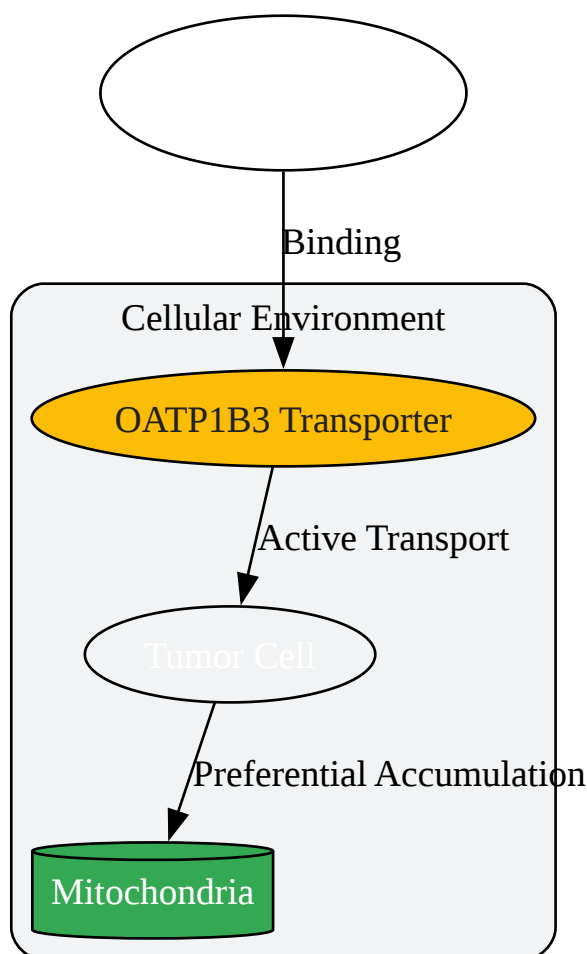 Binding
Cellular Environment
OATP1B3 Transporter
Active Transport
Tumor Cell
Preferential Accumulation
Mitochondria